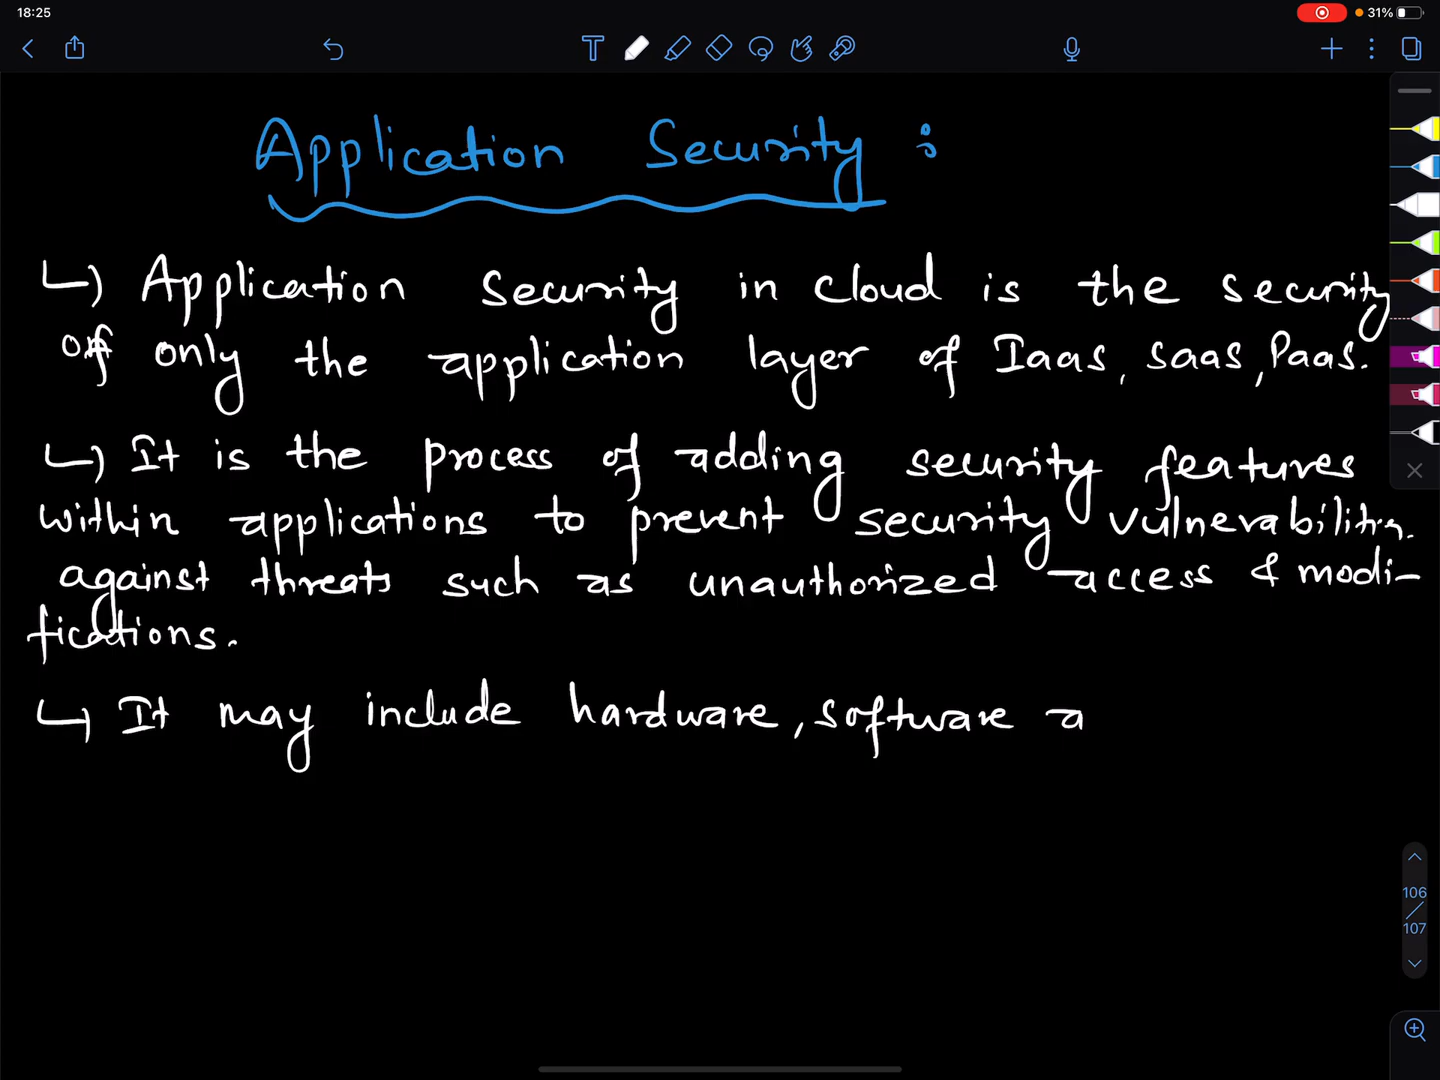 18:25
31%
T
Application Security :
↳ Application security in cloud is the security
of only the application layer of Iaas, saas, Paas.
↳ It is the process of adding security features
within applications to prevent security vulnerabilities.
against threats such as unauthorized access & modi-
fications.
↳ It may include hardware, software a
106
107